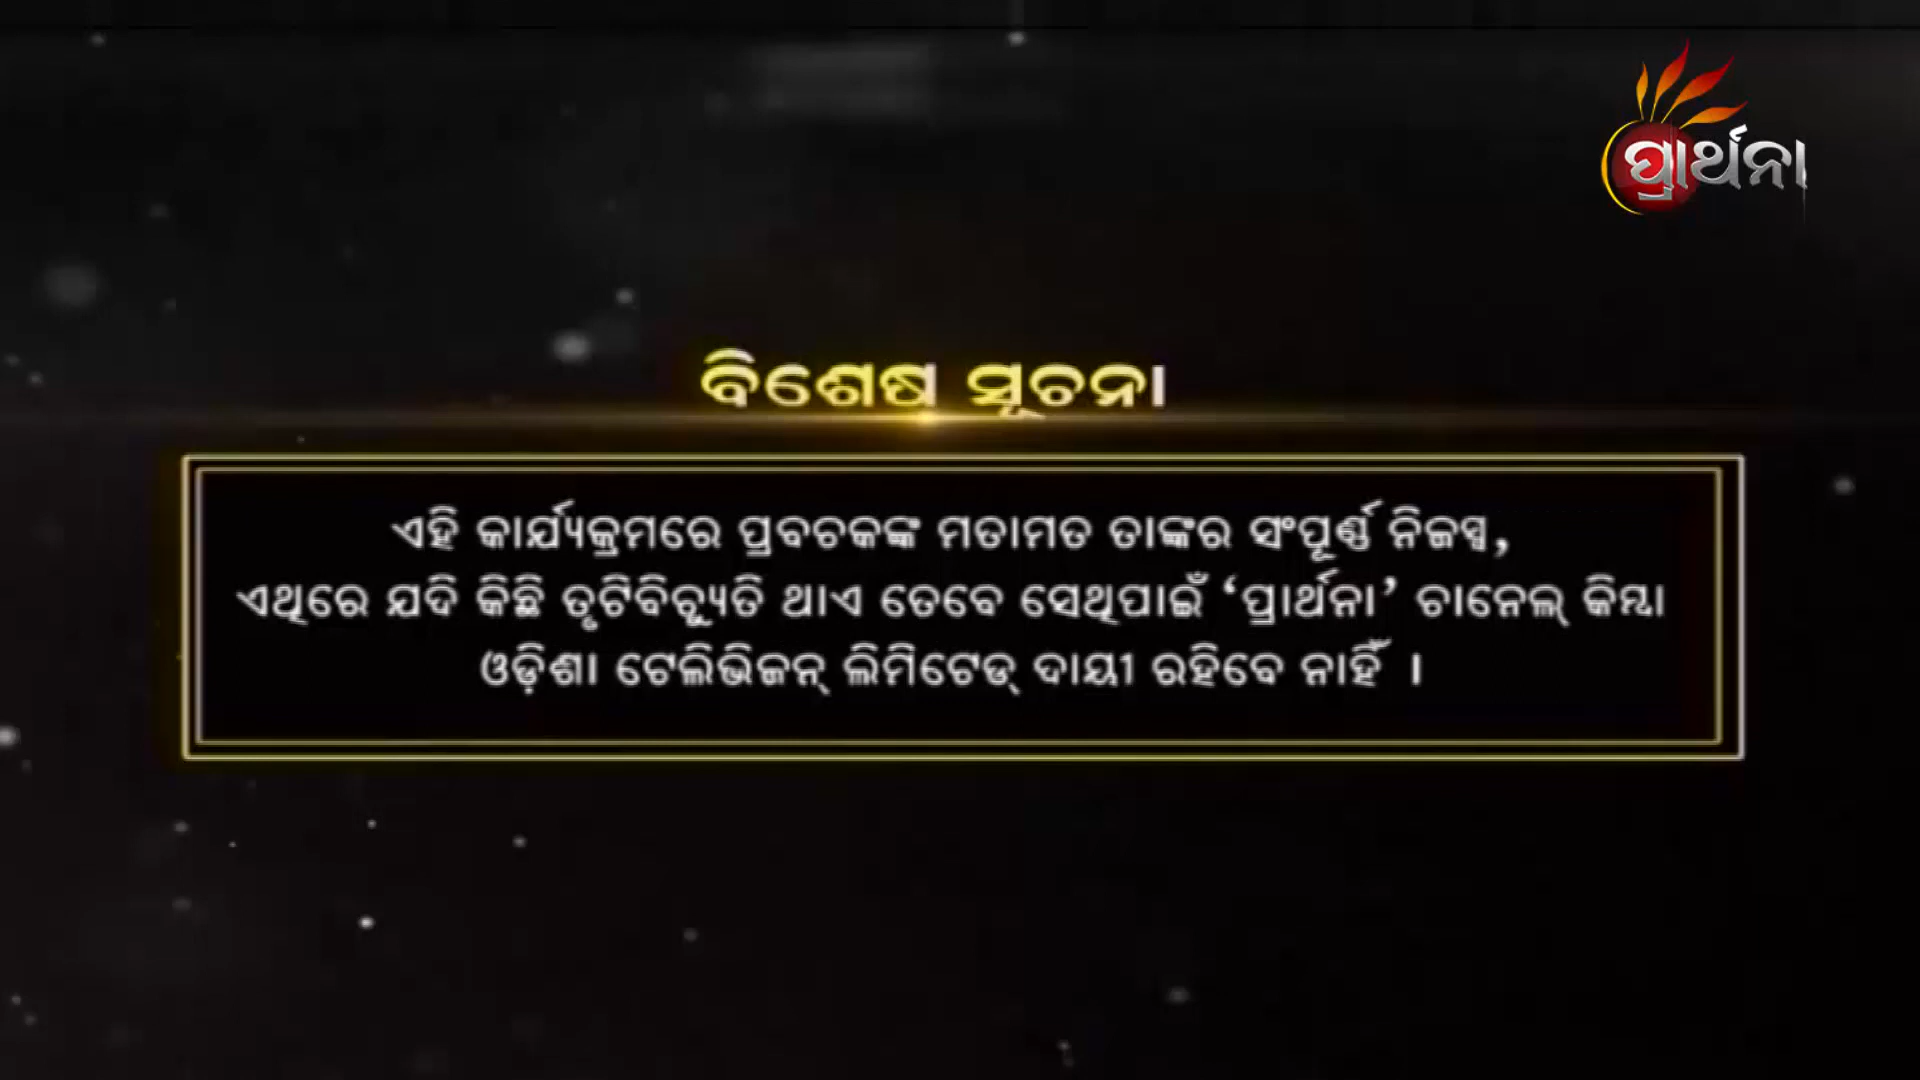 ପ୍ରାର୍ଥନା
ବିଶେଷ ସୂଚନା
ଏହି କାର୍ଯ୍ୟକ୍ରମରେ ପ୍ରବଚକଙ୍କ ମତାମତ ତାଙ୍କର ସଂପୂର୍ଣ୍ଣ ନିଜସ୍ୱ,
ଏଥିରେ ଯଦି କିଛି ତୃଟିବିଚ୍ୟୁତି ଥାଏ ତେବେ ସେଥିପାଇଁ ‘ପ୍ରାର୍ଥନା’ ଚାନେଲ୍ କିମ୍ବା
ଓଡ଼ିଶା ଟେଲିଭିଜନ୍ ଲିମିଟେଡ୍ ଦାୟୀ ରହିବେ ନାହିଁ ।